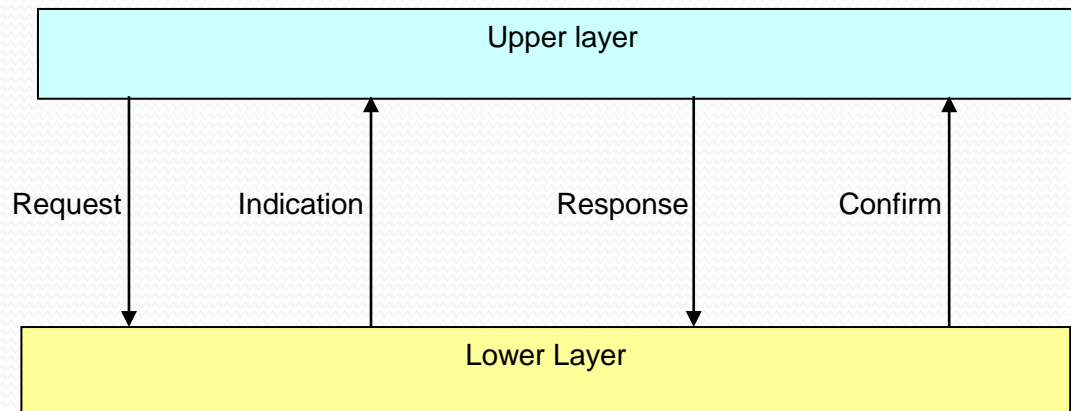 Upper layer
Request
Indication
Response
Confirm
Lower Layer